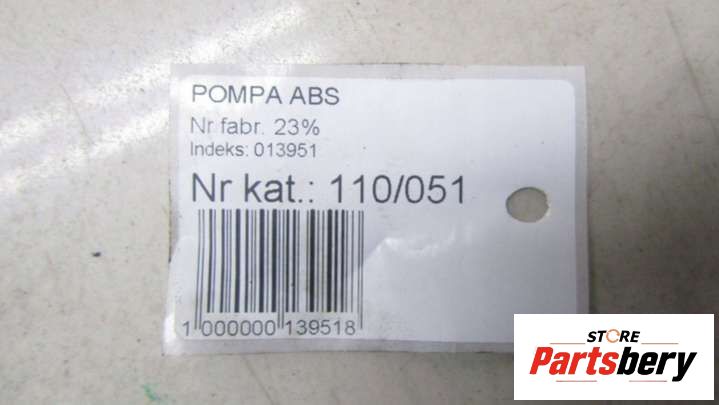 POMPA ABS
Nr fabr. 23%
Indeks: 013951
Nr kat.: 110/051
1 000000 139518
STORE
Partsbery